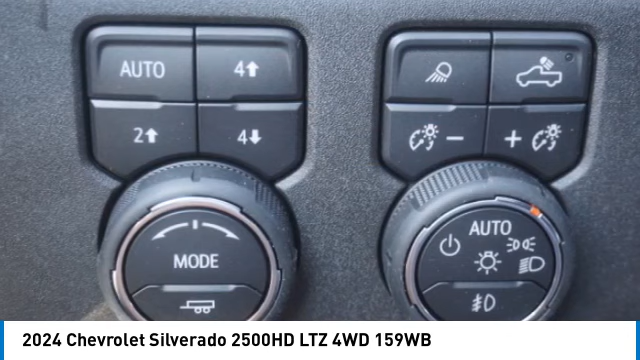 AUTO 4⬆
2⬆ 4⬇
− +
MODE
AUTO
2024 Chevrolet Silverado 2500HD LTZ 4WD 159WB